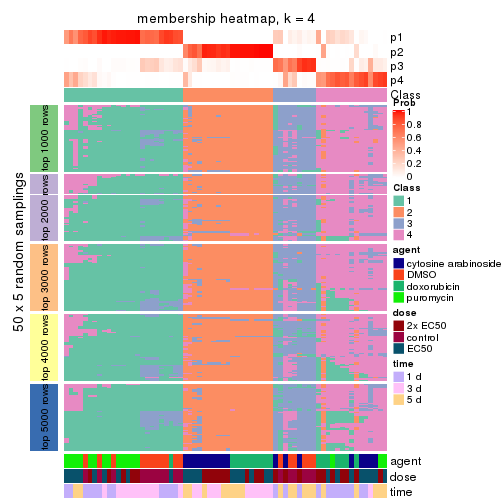 membership heatmap, k = 4
p1
p2
p3
p4
Class
50 x 5 random samplings
top 1000 rows
top 2000 rows
top 3000 rows
top 4000 rows
top 5000 rows
agent
dose
time
Prob
1
0.8
0.6
0.4
0.2
0
Class
1
2
3
4
agent
cytosine arabinoside
DMSO
doxorubicin
puromycin
dose
2x EC50
control
EC50
time
1 d
3 d
5 d